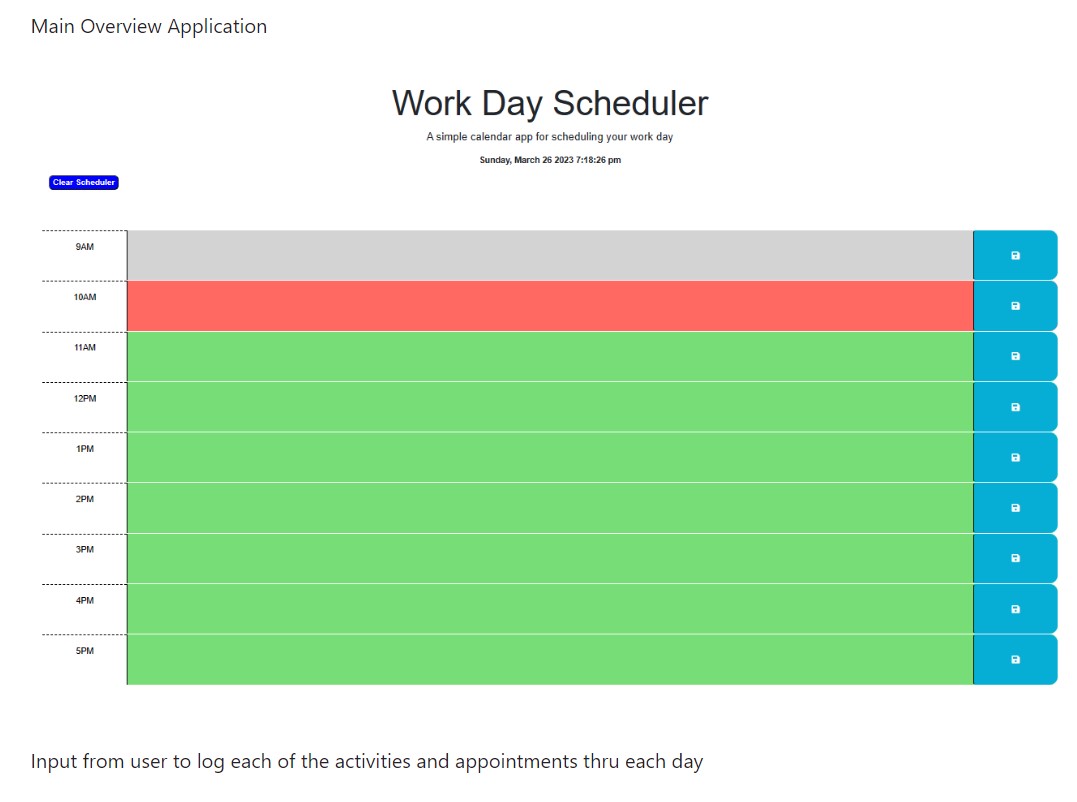 Main Overview Application
Work Day Scheduler
A simple calendar app for scheduling your work day
Sunday, March 26 2023 7:18:26 pm
Clear Scheduler
9AM
10AM
11AM
12PM
1PM
2PM
3PM
4PM
5PM
Input from user to log each of the activities and appointments thru each day